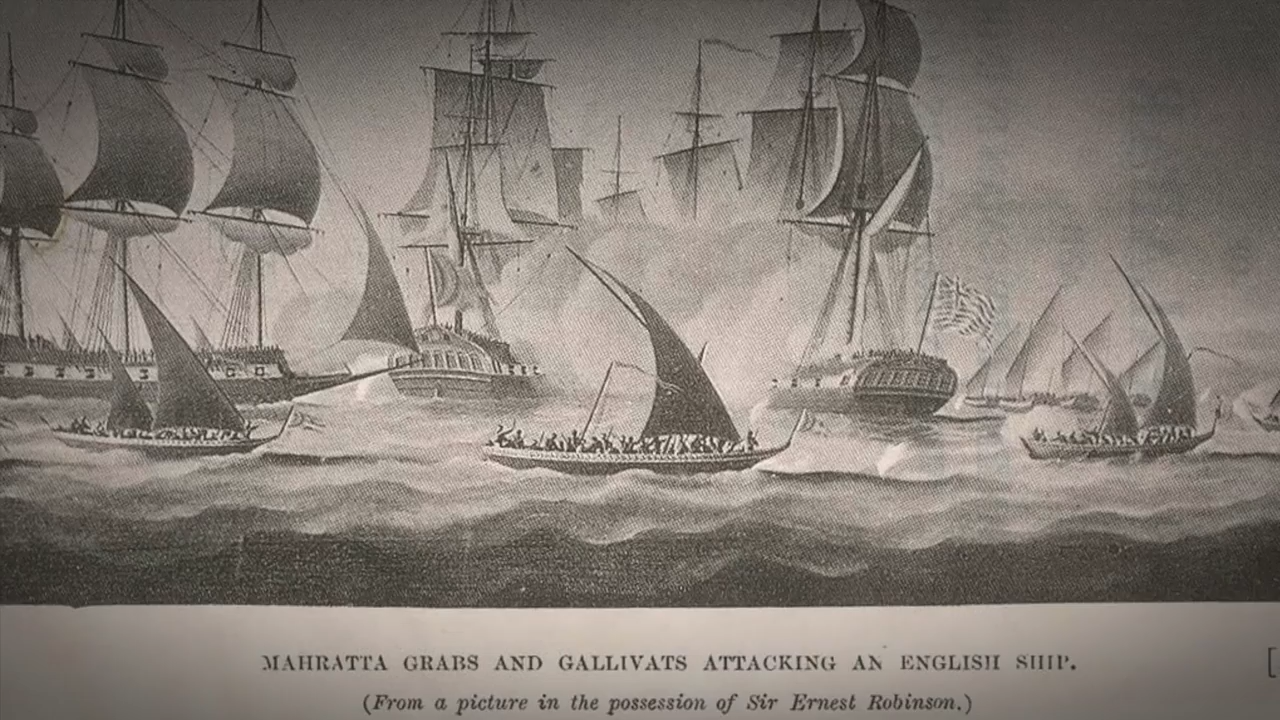 MAHRATTA GRABS AND GALLIVATS ATTACKING AN ENGLISH SHIP.
(From a picture in the possession of Sir Ernest Robinson.)